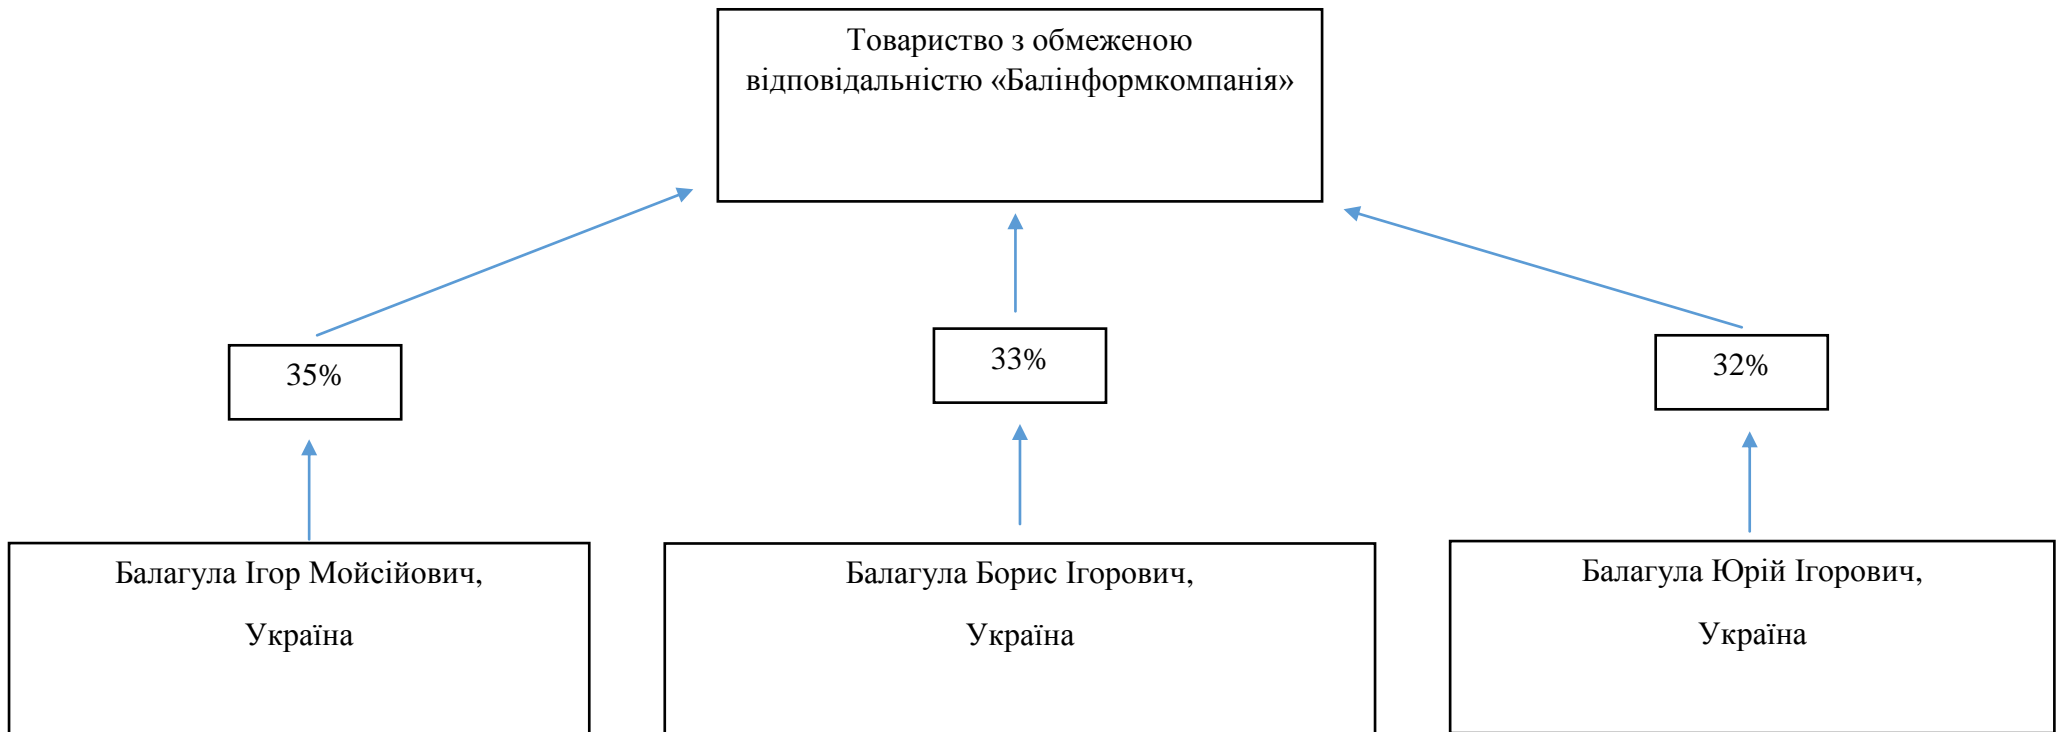 Товариство з обмеженою
відповідальністю «Балінформкомпанія»
35%
33%
32%
Балагула Ігор Мойсійович,
Україна
Балагула Борис Ігорович,
Україна
Балагула Юрій Ігорович,
Україна